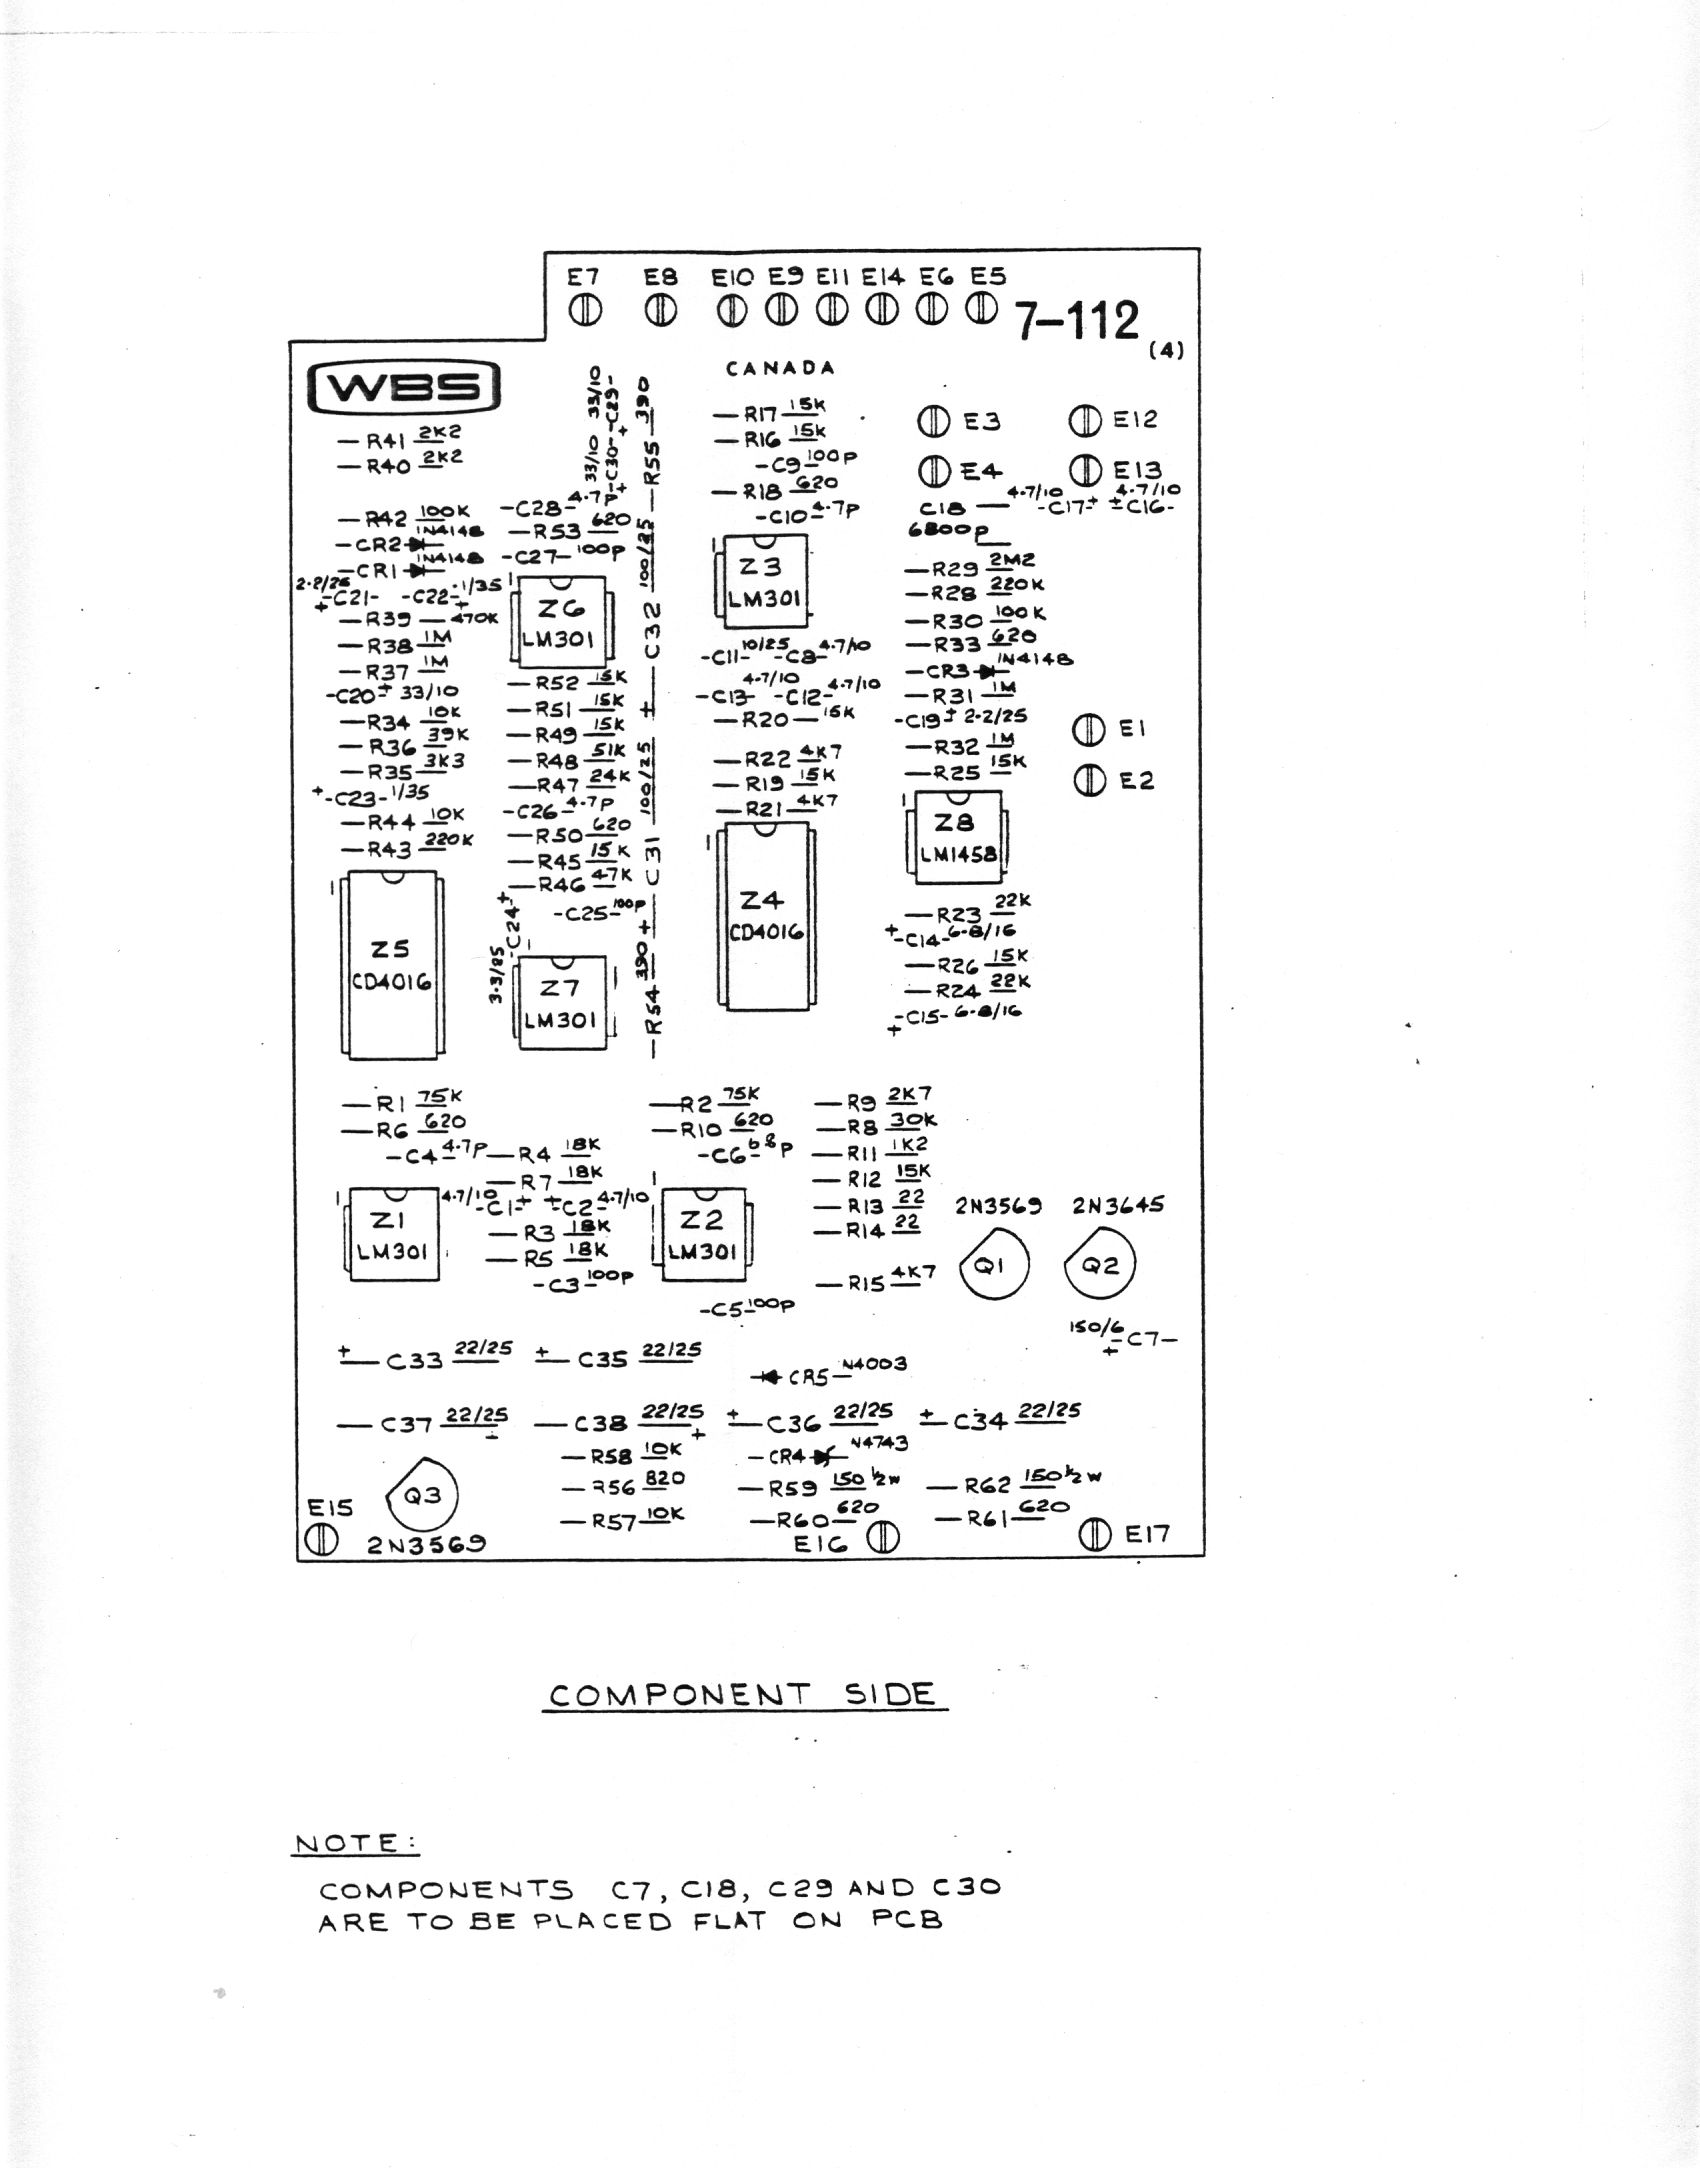 E7 E8 E10 E9 E11 E14 E6 E5
7-112
(4)
WBS
CANADA
R41 2K2
R40 2K2
R42 100K
CR2 1N4148
CR1 1N4148
2.2/25 +C21- -C22+ .1/35
R39 470K
R38 1M
R37 1M
-C20+ 33/10
R34 10K
R36 39K
R35 3K3
+-C23- 1/35
R44 10K
R43 220K
Z5
CD4016
33/10 33/10
-C30-+ -C29-+
-C28- 4.7p
R53 620
-C27- 100p
Z6
LM301
R52 15K
R51 15K
R49 15K
R48 51K
R47 24K
-C26- 4.7P
R50 620
R45 15K
R46 47K
-C25- 100p
3.3/25 -C24+
Z7
LM301
R55 390
C32 100/25 +
C31 100/25 +
R54 390
R17 15K
R16 15K
-C9- 100P
R18 620
-C10- 4.7P
Z3
LM301
-C11- 10/25 -C8- 4.7/10
-C13- 4.7/10 -C12- 4.7/10
R20 15K
R22 4K7
R19 15K
R21 4K7
Z4
CD4016
E3 E12
E4 E13
C18 4.7/10 -C17+ 4.7/10 +C16-
6800p
R29 2M2
R28 220K
R30 100K
R33 620
CR3 1N4148
R31 1M
-C19+ 2.2/25
R32 1M
R25 15K
E1
E2
Z8
LM1458
R23 22K
+-C14- 6.8/16
R26 15K
R24 22K
+-C15- 6.8/16
R1 75K
R6 620
-C4- 4.7P
R4 18K
R7 18K
4.7/10 -C1+ +C2- 4.7/10
R3 18K
R5 18K
-C3- 100p
Z1
LM301
R2 75K
R10 620
-C6- 68p
Z2
LM301
-C5- 100p
R9 2K7
R8 30K
R11 1K2
R12 15K
R13 22
R14 22
R15 4K7
2N3569 2N3645
Q1 Q2
150/6 +C7-
+ C33 22/25 + C35 22/25
CR5 N4003
C37 22/25 C38 22/25 + + C36 22/25 + C34 22/25
R58 10K CR4 N4743
R56 820 R59 150 ½W R62 150 ½W
R57 10K R60 620 R61 620
Q3
E15
2N3569
E16 E17
COMPONENT SIDE
NOTE:
COMPONENTS C7, C18, C29 AND C30
ARE TO BE PLACED FLAT ON PCB